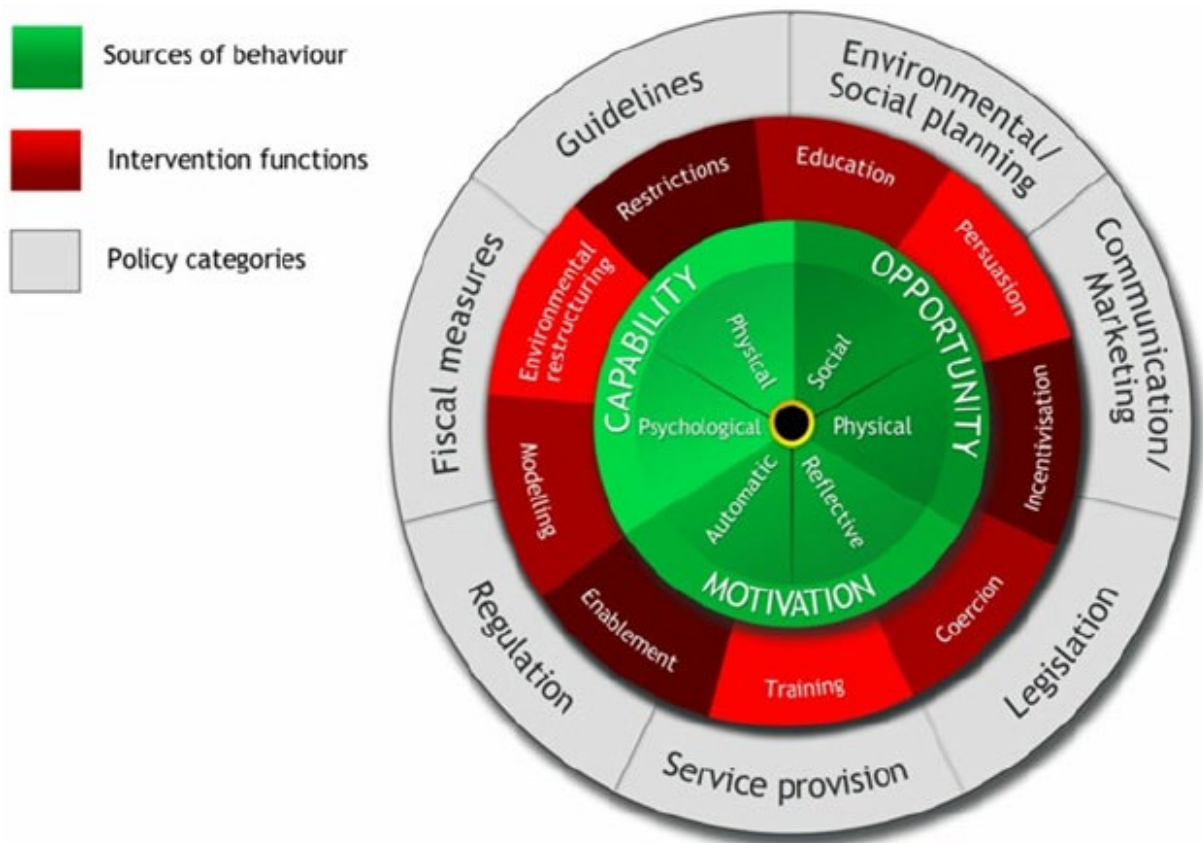 Sources of behaviour
Intervention functions
Policy categories
Guidelines
Environmental/
Social planning
Communication/
Marketing
Legislation
Service provision
Regulation
Fiscal measures
Restrictions
Education
Persuasion
Incentivisation
Coercion
Training
Enablement
Modelling
Environmental
restructuring
CAPABILITY
OPPORTUNITY
MOTIVATION
Physical
Social
Psychological
Physical
Automatic
Reflective